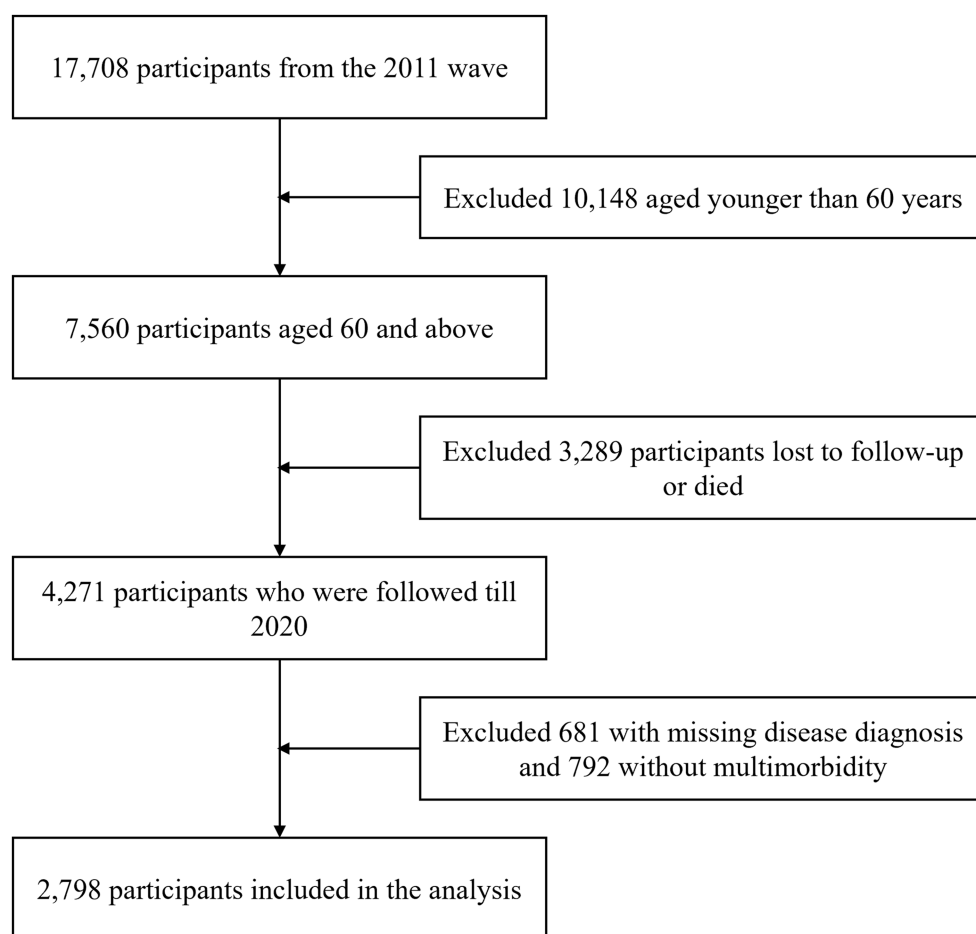 17,708 participants from the 2011 wave
Excluded 10,148 aged younger than 60 years
7,560 participants aged 60 and above
Excluded 3,289 participants lost to follow-up
or died
4,271 participants who were followed till
2020
Excluded 681 with missing disease diagnosis
and 792 without multimorbidity
2,798 participants included in the analysis